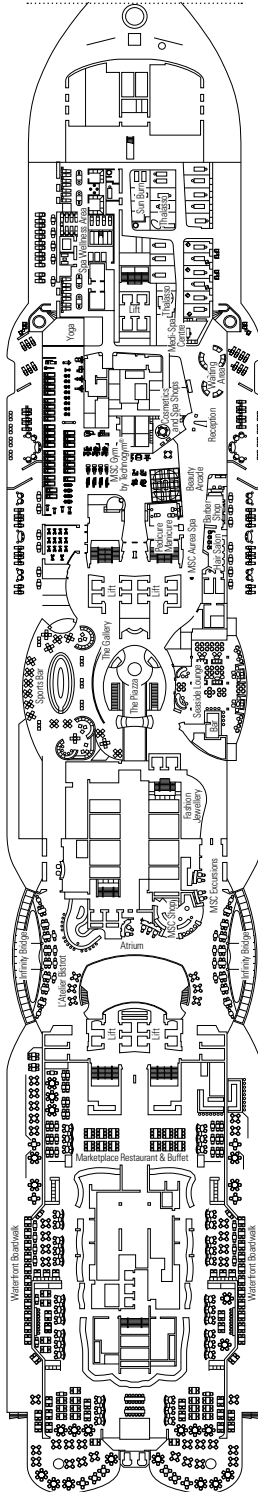 Sun Burn
Thalasso
Spa Wellness Area
Lift
Thalasso
Medi-Spa
Centre
Yoga
Waiting
Area
Cosmetics
and Spa Shops
Reception
MSC Gym
by Technogym®
Beauty
Arcade
Pedicure
Manicure
Barber
Shop
Hair Salon
MSC Aurea Spa
Lift
Lift
The Gallery
Sports Bar
The Piazza
Seaside Lounge
Bar
Fashion
Jewellery
MSC Shop
MSC Excursions
Atrium
Infinity Bridge
L'Atelier Bistrot
Infinity Bridge
Lift
Lift
Marketplace Restaurant & Buffet
Waterfront Boardwalk
Waterfront Boardwalk